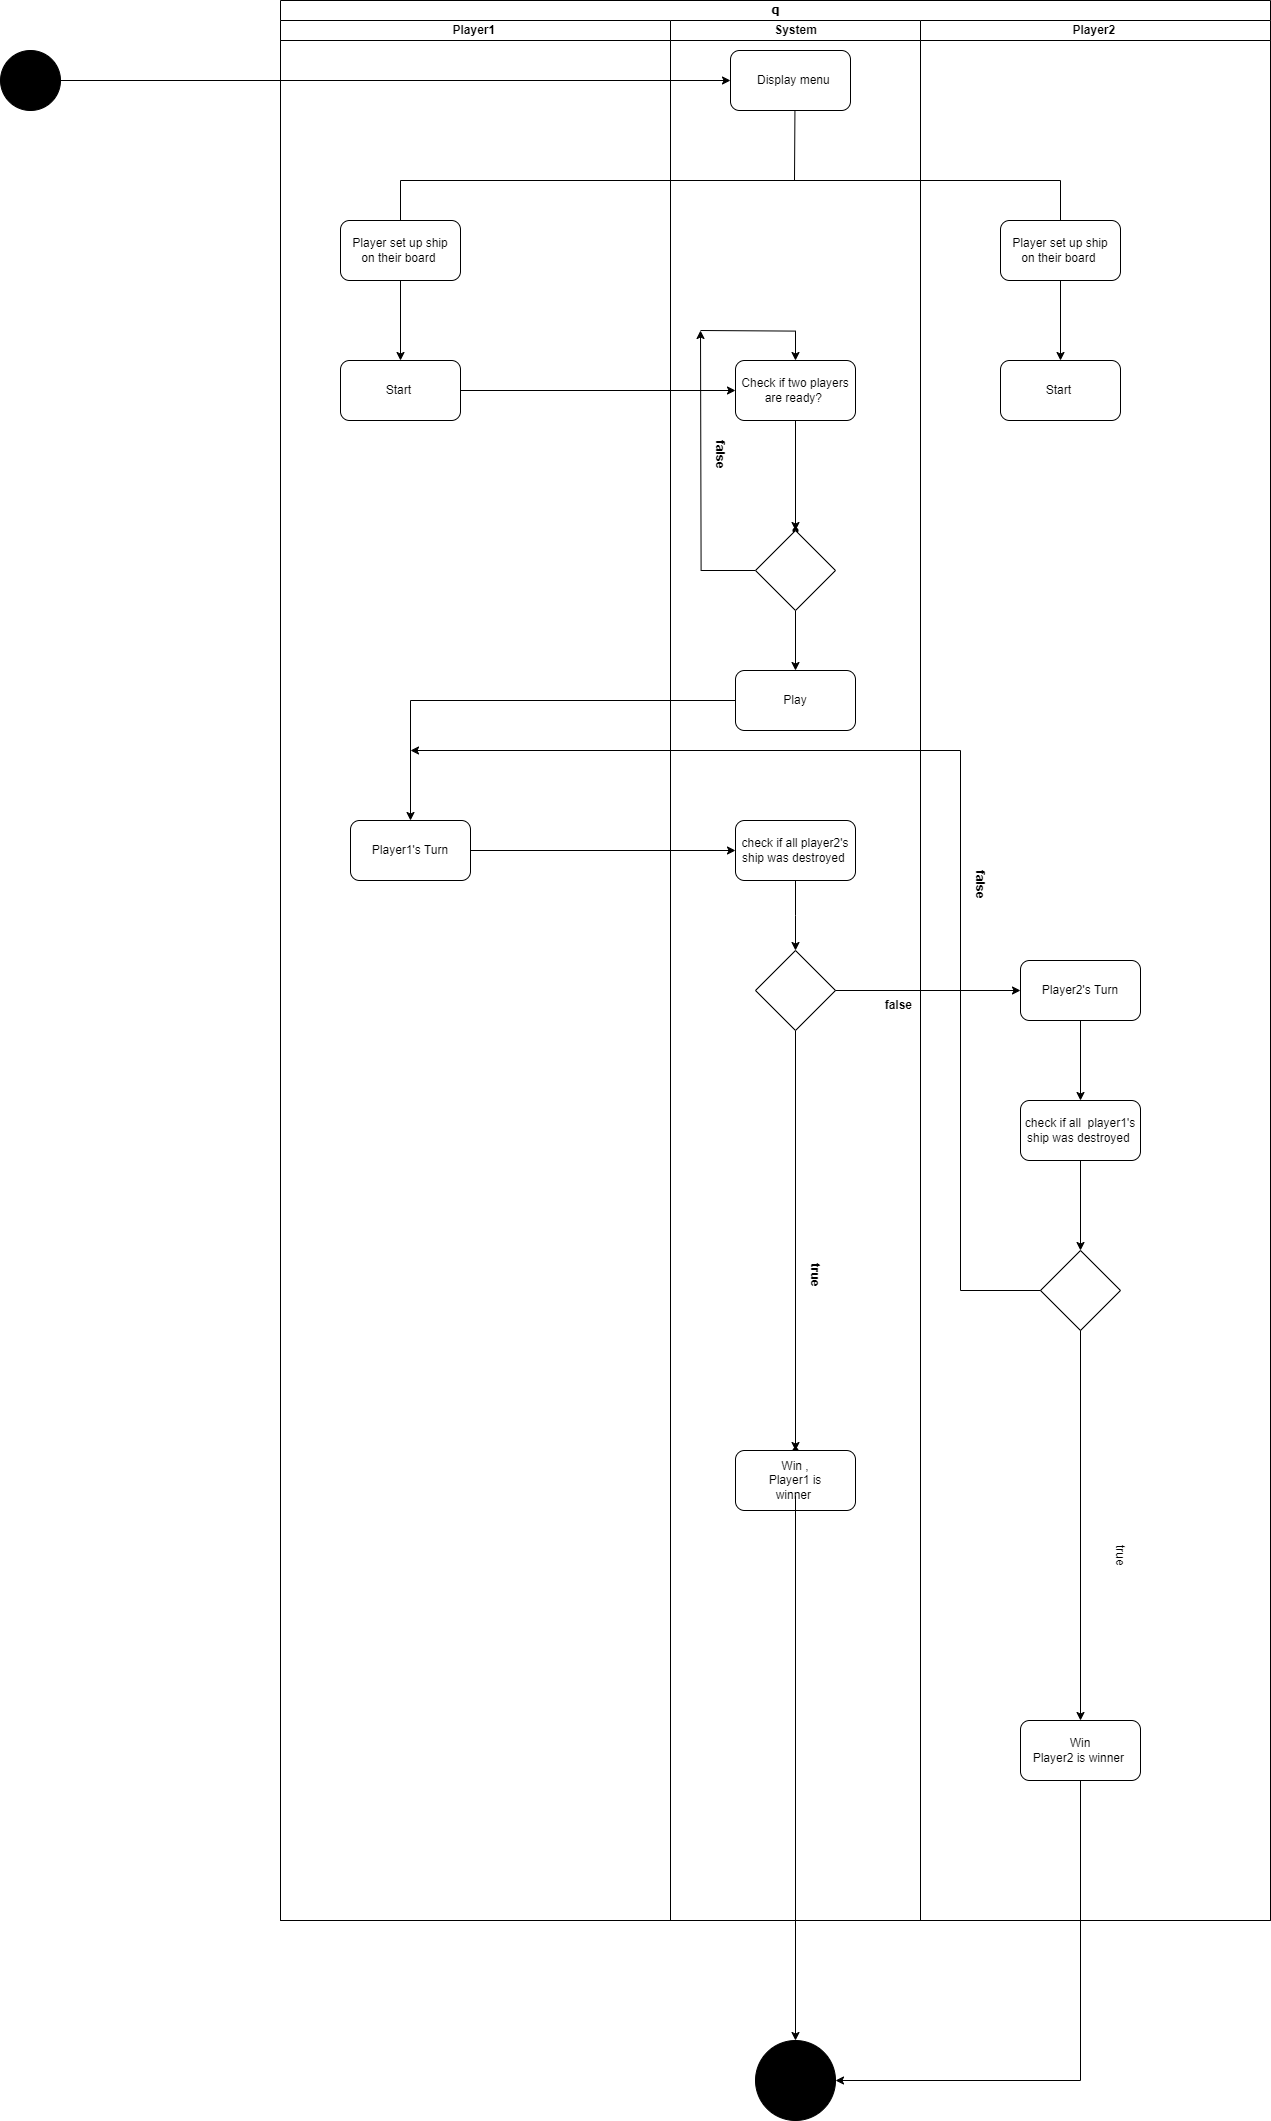 q
Player1
System
Player2
Display menu
Player set up ship
on their board
Player set up ship
on their board
Start
Check if two players
are ready?
Start
false
Play
Player1's Turn
check if all player2's
ship was destroyed
false
Player2's Turn
false
check if all  player1's
ship was destroyed
true
Win ,
Player1 is
winner
true
Win
Player2 is winner